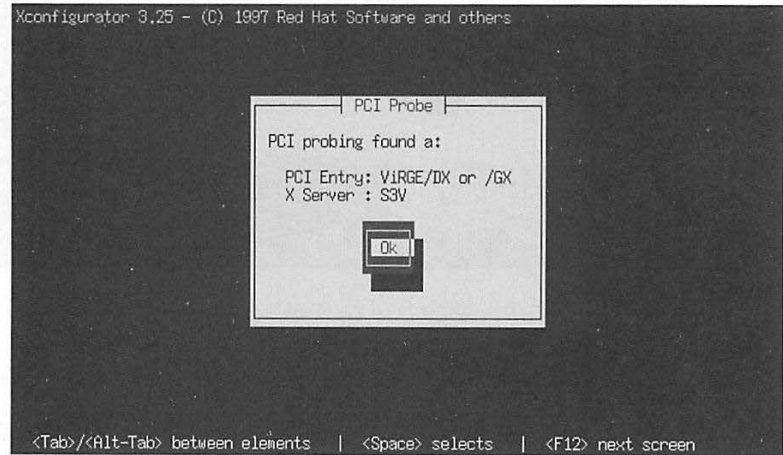 Xconfigurator 3.25 - (C) 1997 Red Hat Software and others
PCI Probe
PCI probing found a:
PCI Entry: ViRGE/DX or /GX
X Server : S3V
Ok
<Tab>/<Alt-Tab> between elements | <Space> selects | <F12> next screen